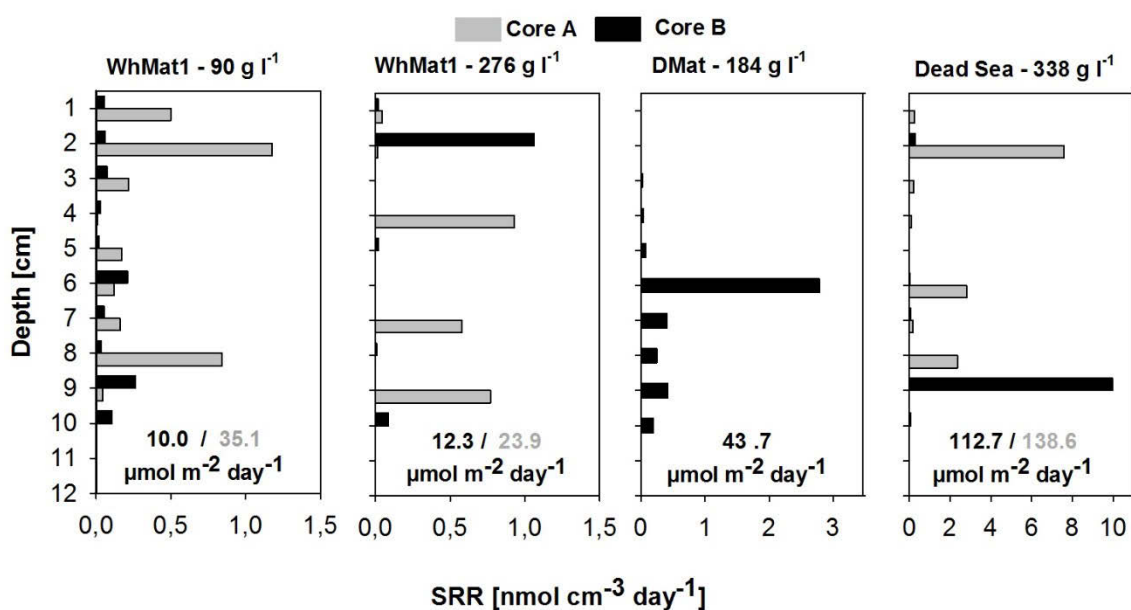 Core A Core B
WhMat1 - 90 g l⁻¹ WhMat1 - 276 g l⁻¹ DMat - 184 g l⁻¹ Dead Sea - 338 g l⁻¹
Depth [cm]
1
2
3
4
5
6
7
8
9
10
11
12
10.0 / 35.1 12.3 / 23.9 43 .7 112.7 / 138.6
µmol m⁻² day⁻¹ µmol m⁻² day⁻¹ µmol m⁻² day⁻¹ µmol m⁻² day⁻¹
0,0 0,5 1,0 1,5 0,0 0,5 1,0 1,5 0 1 2 3 0 2 4 6 8 10
SRR [nmol cm⁻³ day⁻¹]